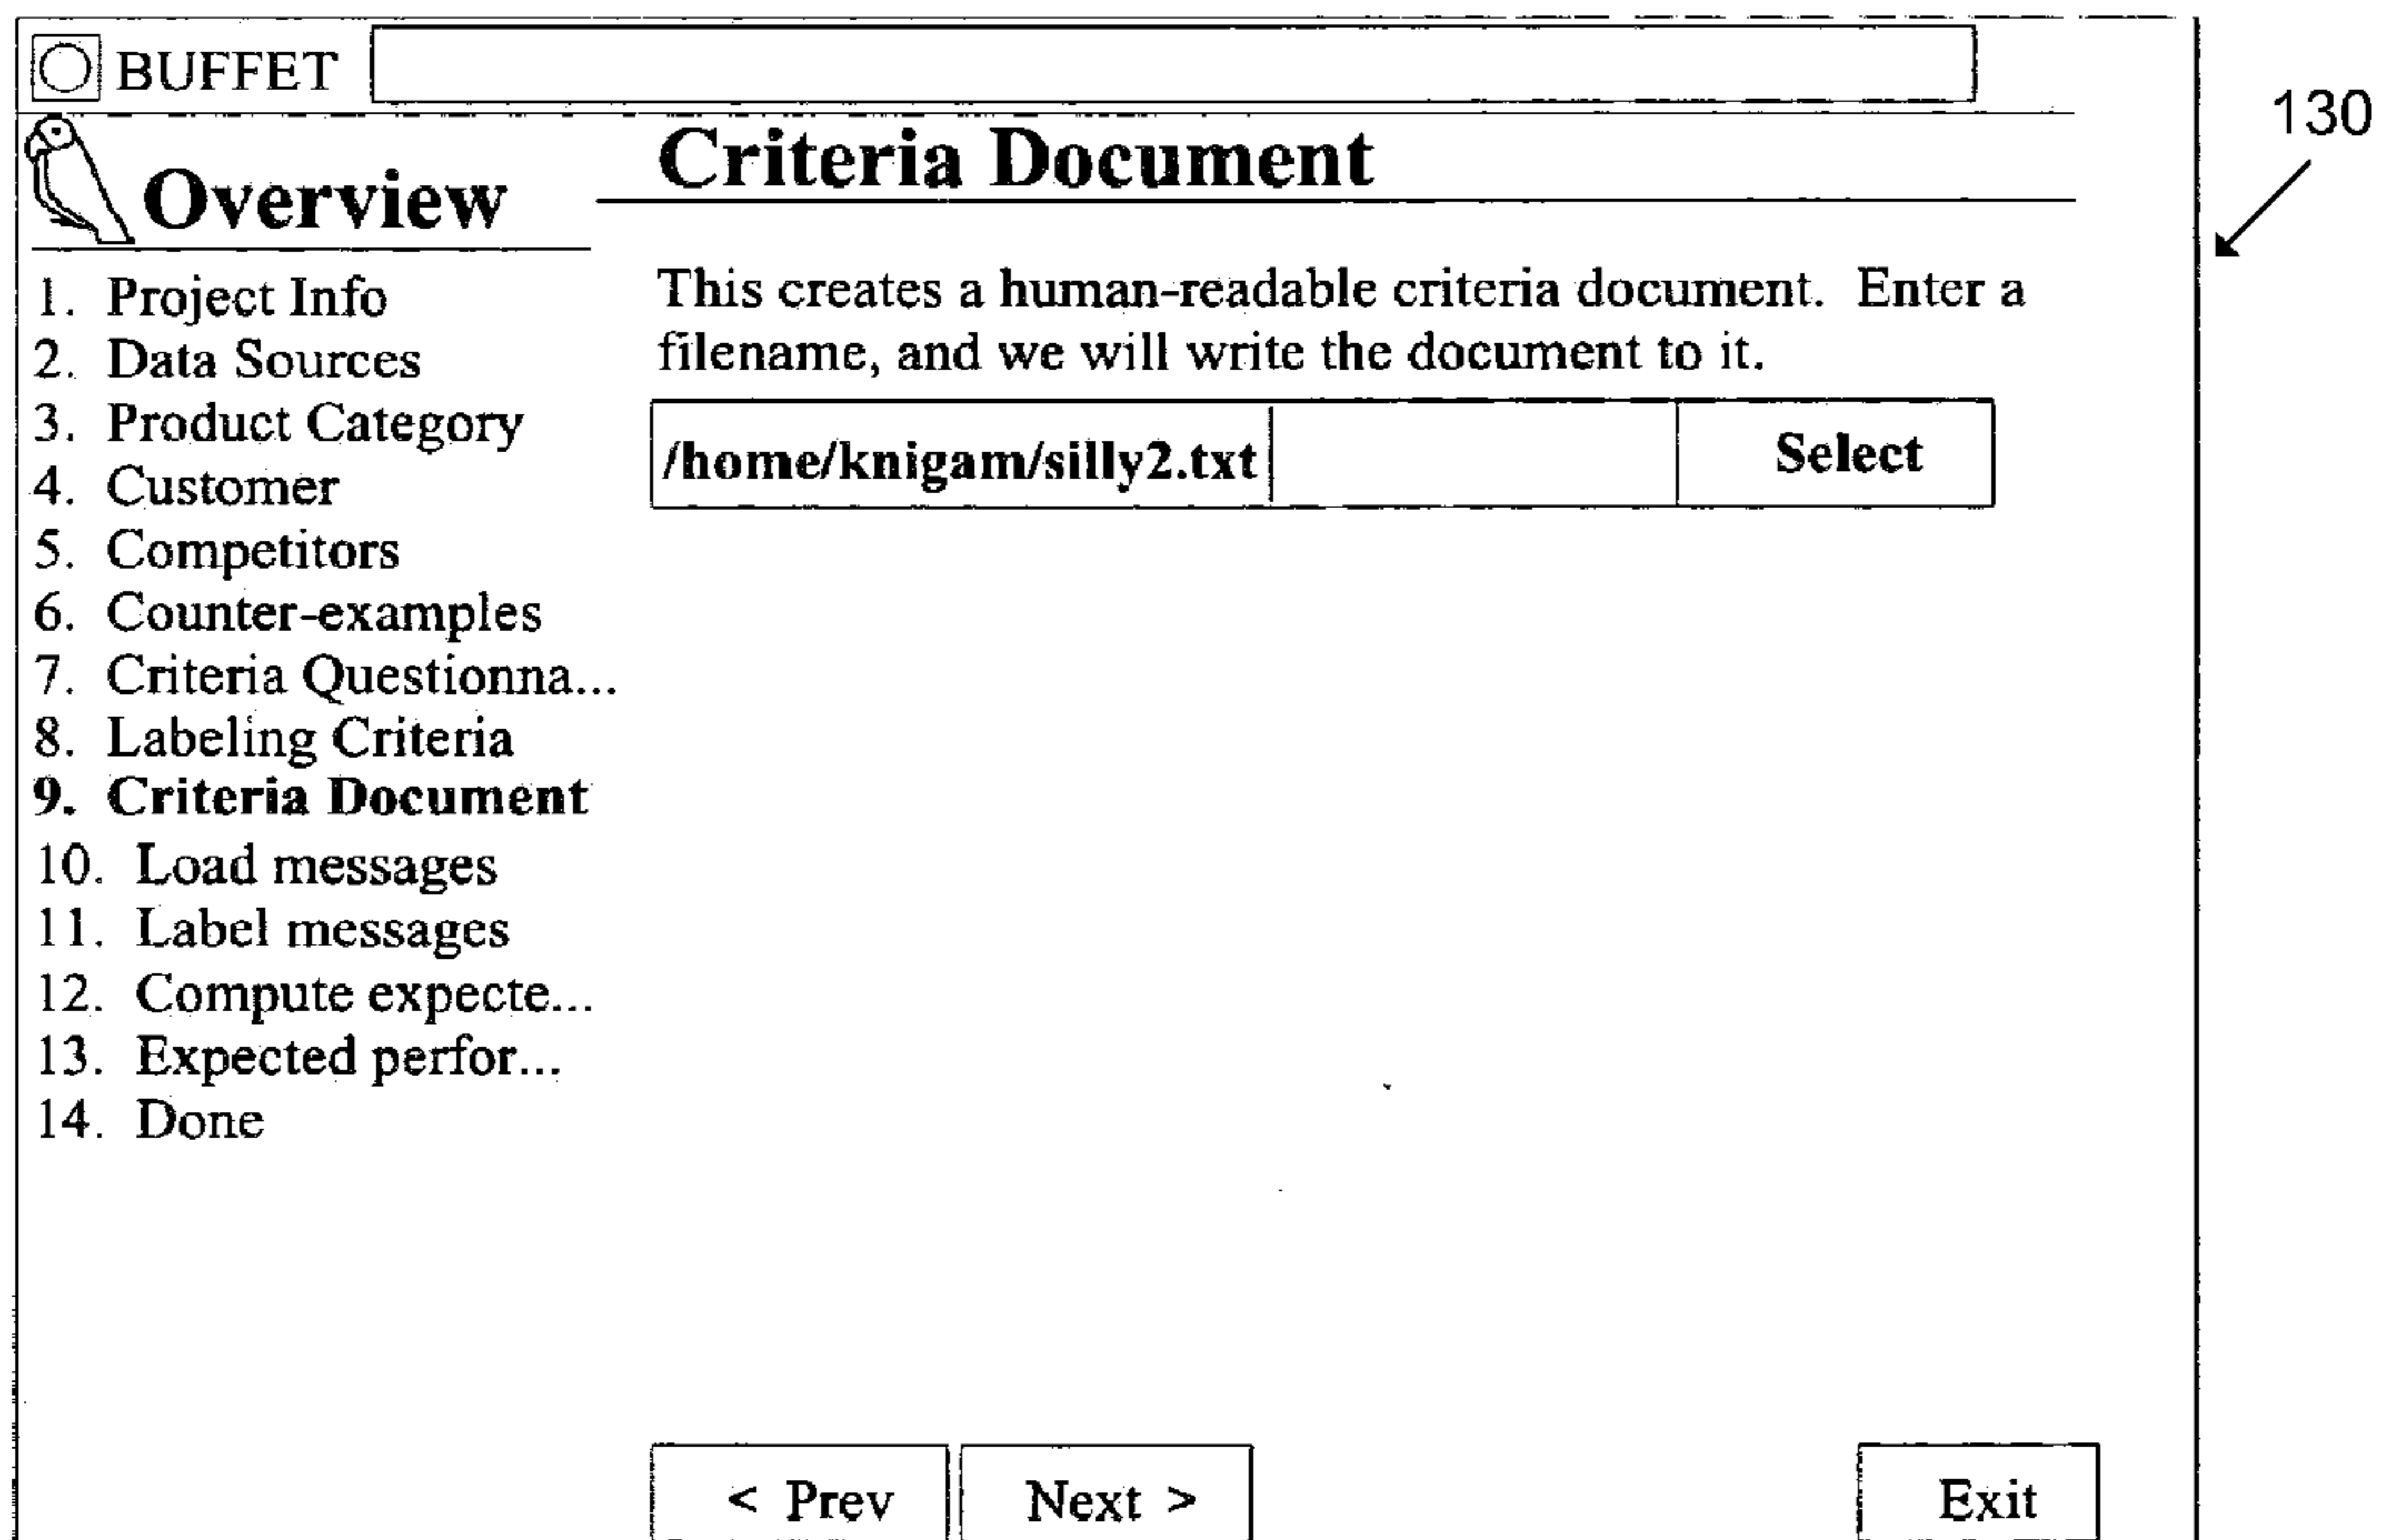 BUFFET
130
Overview
1. Project Info
2. Data Sources
3. Product Category
4. Customer
5. Competitors
6. Counter-examples
7. Criteria Questionna...
8. Labeling Criteria
9. Criteria Document
10. Load messages
11. Label messages
12. Compute expecte...
13. Expected perfor...
14. Done
Criteria Document
This creates a human-readable criteria document. Enter a
filename, and we will write the document to it.
/home/knigam/silly2.txt Select
< Prev Next > Exit